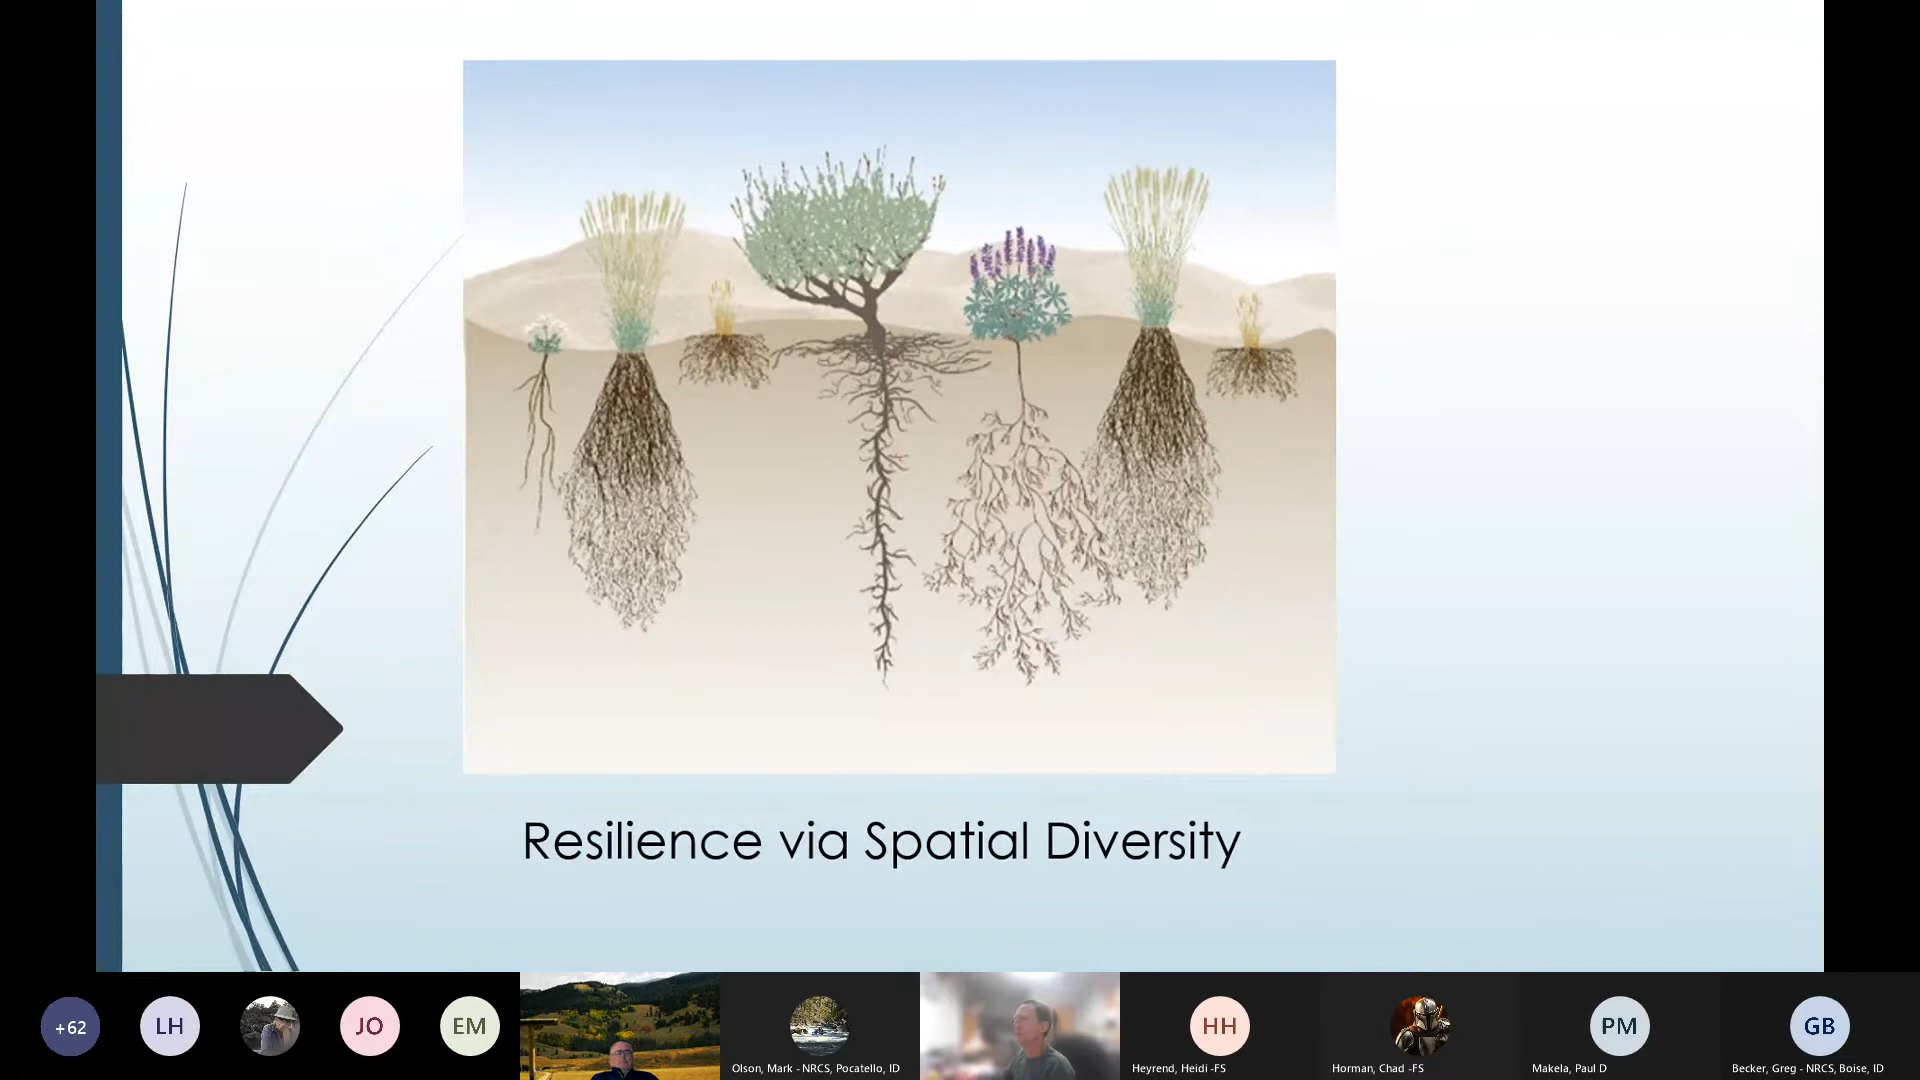 Resilience via Spatial Diversity
+62
LH
JO
EM
Olson, Mark - NRCS, Pocatello, ID
HH
Heyrend, Heidi -FS
Horman, Chad -FS
PM
Makela, Paul D
GB
Becker, Greg - NRCS, Boise, ID